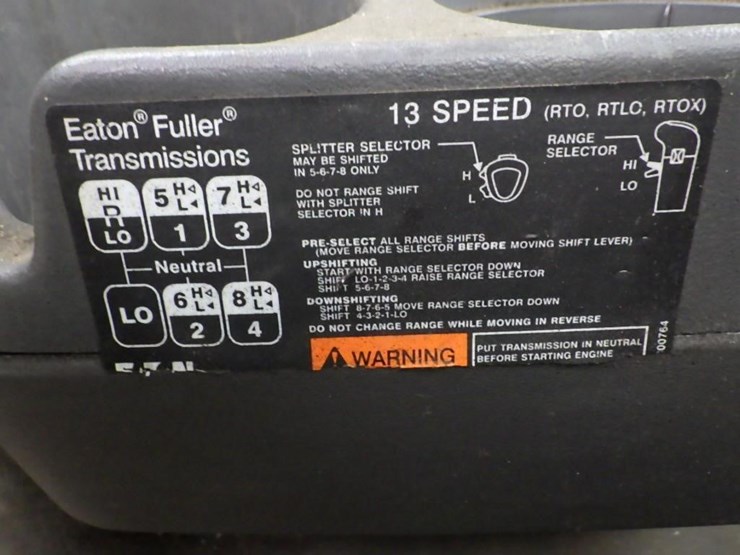 Eaton® Fuller®
Transmissions
13 SPEED (RTO, RTLO, RTOX)
HI
R
LO
5 H
L
1
7 H
L
3
Neutral
LO
6 H
L
2
8 H
L
4
SPLITTER SELECTOR
MAY BE SHIFTED
IN 5-6-7-8 ONLY
H
L
DO NOT RANGE SHIFT
WITH SPLITTER
SELECTOR IN H
RANGE
SELECTOR
HI
LO
PRE-SELECT ALL RANGE SHIFTS
(MOVE RANGE SELECTOR BEFORE MOVING SHIFT LEVER)
UPSHIFTING
START WITH RANGE SELECTOR DOWN
SHIFT LO-1-2-3-4 RAISE RANGE SELECTOR
SHIFT 5-6-7-8
DOWNSHIFTING
SHIFT 8-7-6-5 MOVE RANGE SELECTOR DOWN
SHIFT 4-3-2-1-LO
DO NOT CHANGE RANGE WHILE MOVING IN REVERSE
WARNING
PUT TRANSMISSION IN NEUTRAL
BEFORE STARTING ENGINE
00764